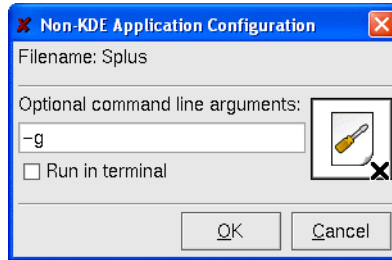 Non-KDE Application Configuration
Filename: Splus
Optional command line arguments:
-g
Run in terminal
OK
Cancel